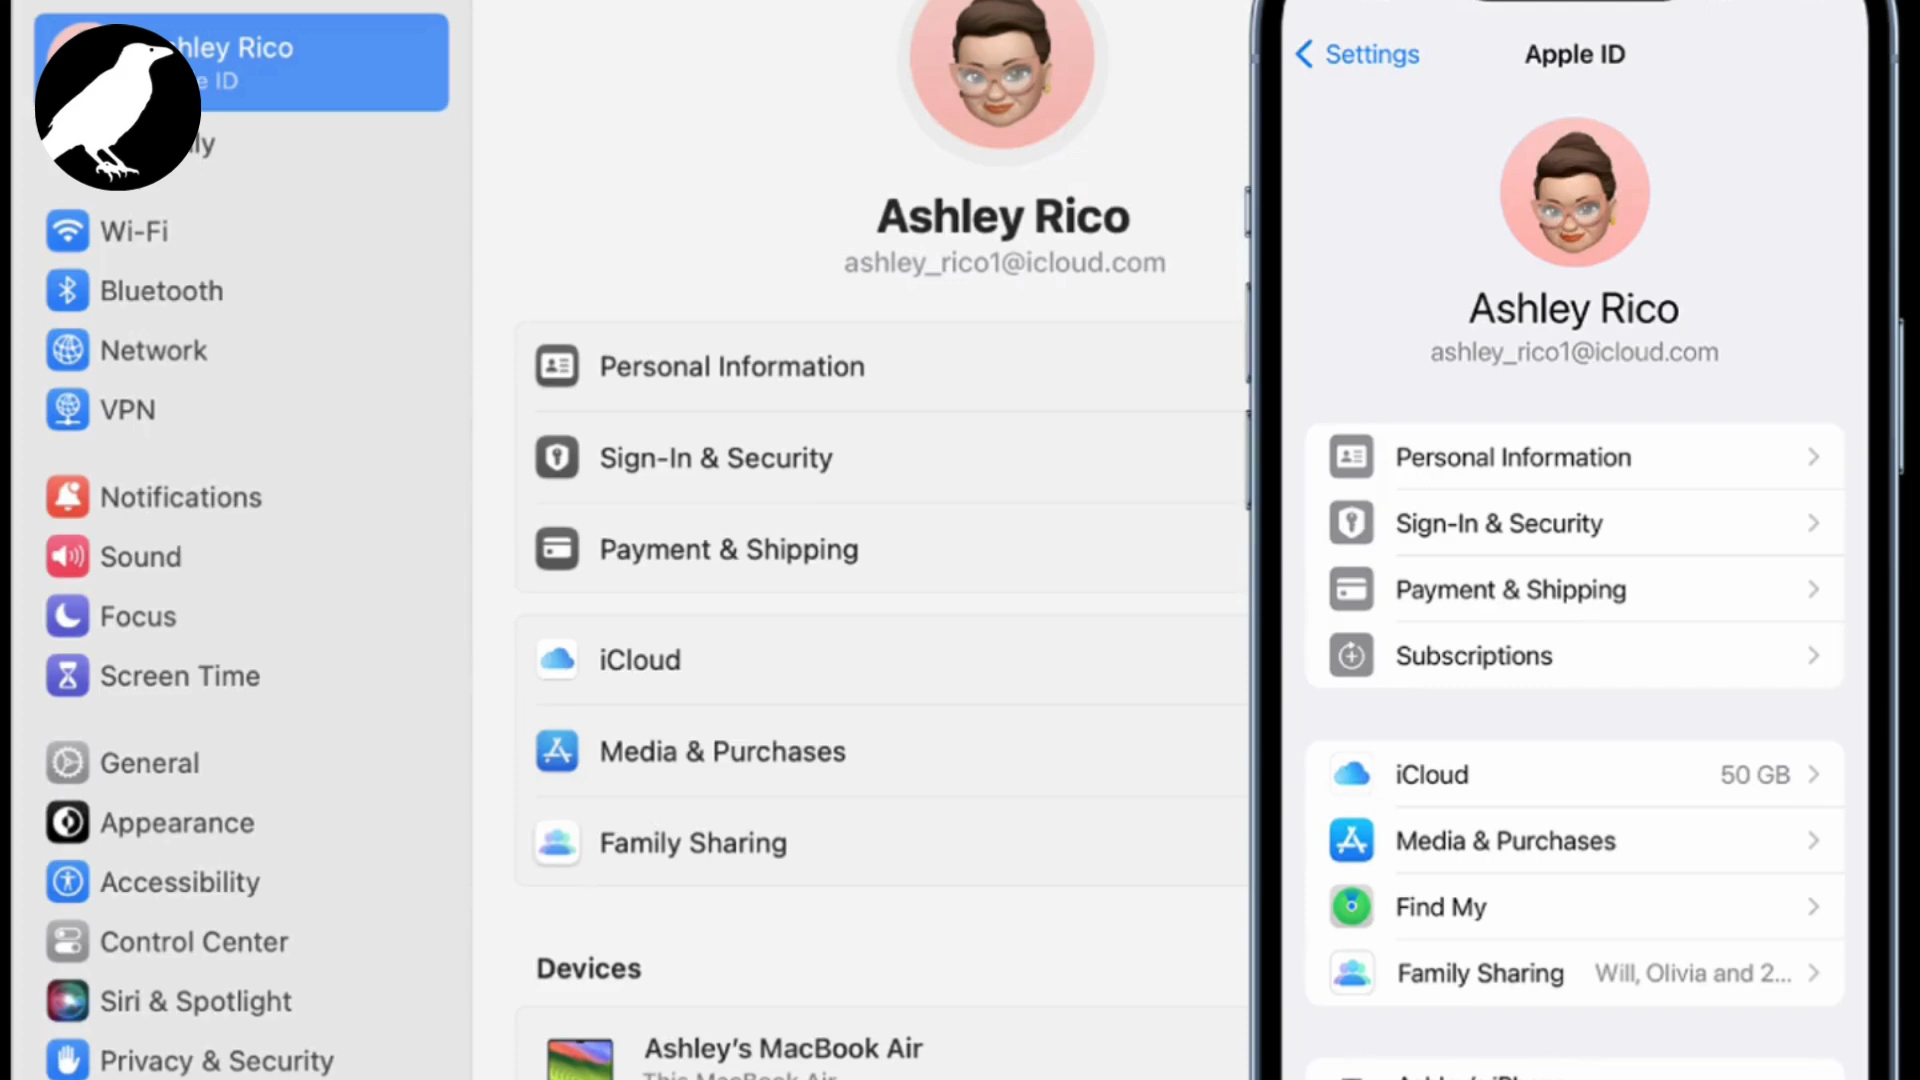 hley Rico
ID
ly
Wi-Fi
Bluetooth
Network
VPN
Notifications
Sound
Focus
Screen Time
General
Appearance
Accessibility
Control Center
Siri & Spotlight
Privacy & Security
Ashley Rico
ashley_rico1@icloud.com
Personal Information
Sign-In & Security
Payment & Shipping
iCloud
Media & Purchases
Family Sharing
Devices
Ashley’s MacBook Air
This MacBook Air
Settings
Apple ID
Ashley Rico
ashley_rico1@icloud.com
Personal Information
Sign-In & Security
Payment & Shipping
Subscriptions
iCloud 50 GB
Media & Purchases
Find My
Family Sharing Will, Olivia and 2...